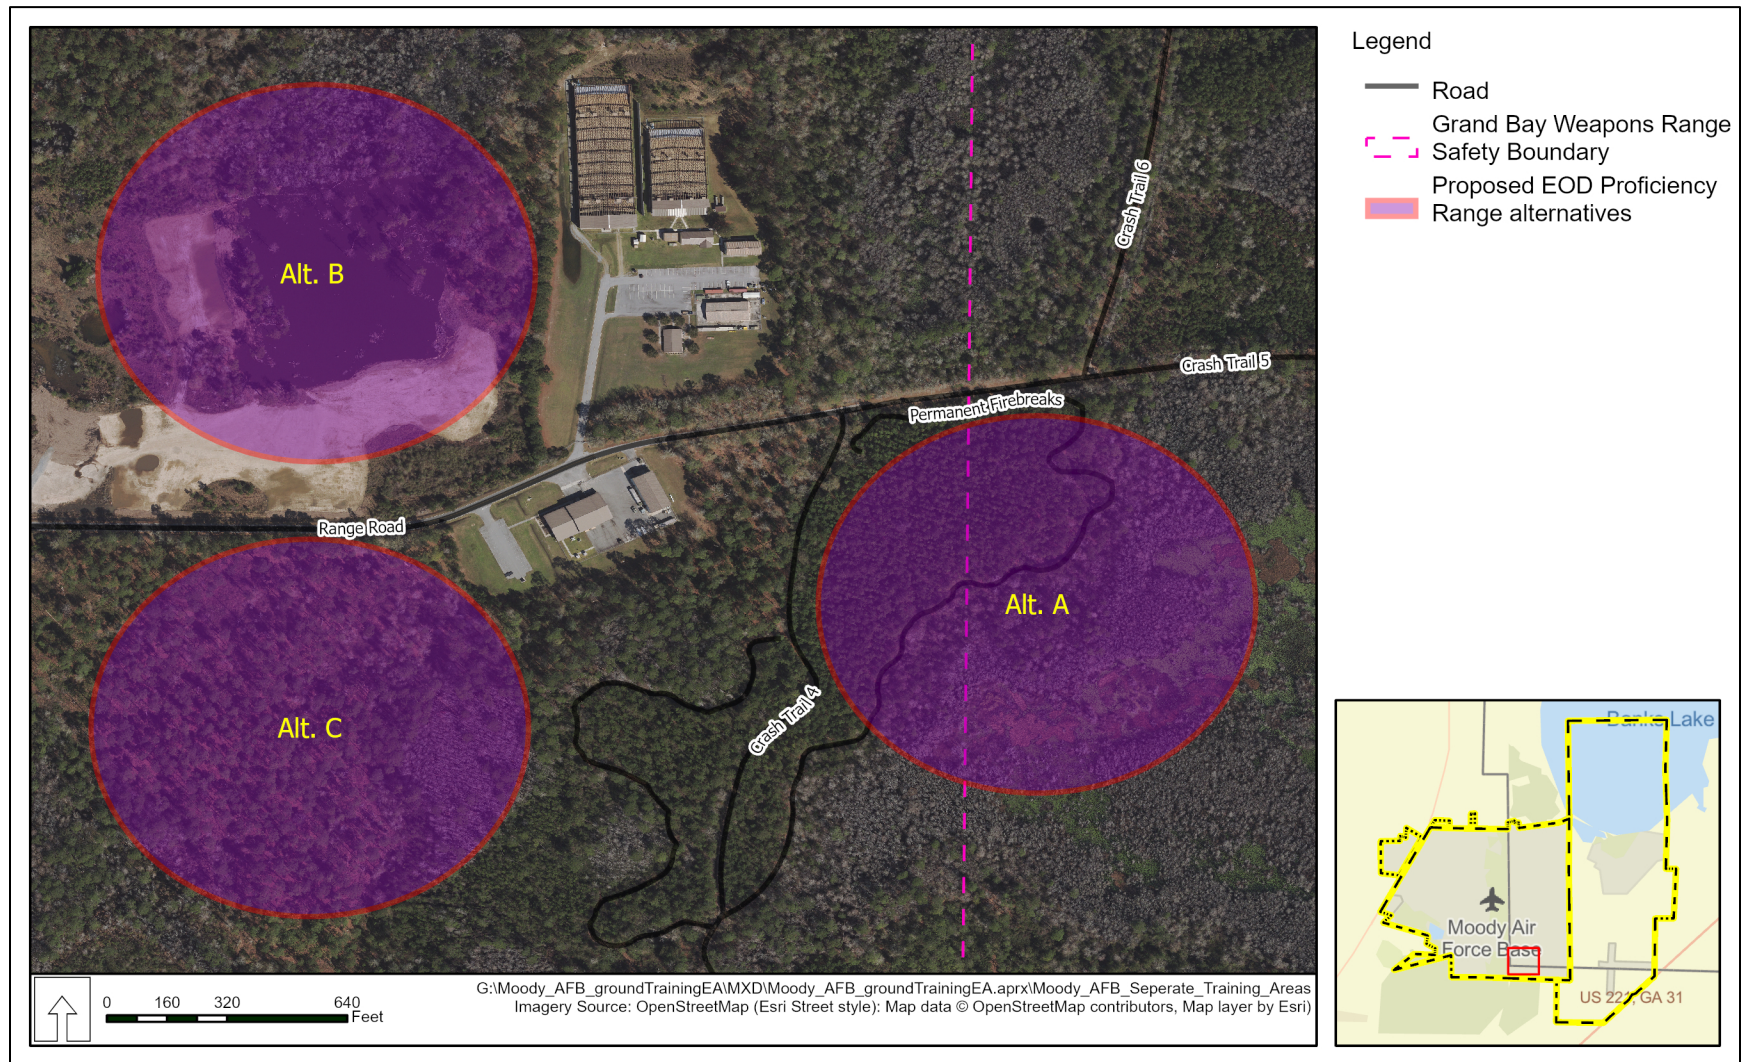 Legend
Road
Grand Bay Weapons Range
Safety Boundary
Proposed EOD Proficiency
Range alternatives
Crash Trail 6
Alt. B
Crash Trail 5
Permanent Firebreaks
Range Road
Alt. A
Crash Trail 4
Alt. C
Banks Lake
Moody Air
Force Base
US 221, GA 31
0 160 320 640
Feet
G:\Moody_AFB_groundTrainingEA\MXD\Moody_AFB_groundTrainingEA.aprx\Moody_AFB_Seperate_Training_Areas
Imagery Source: OpenStreetMap (Esri Street style): Map data © OpenStreetMap contributors, Map layer by Esri)